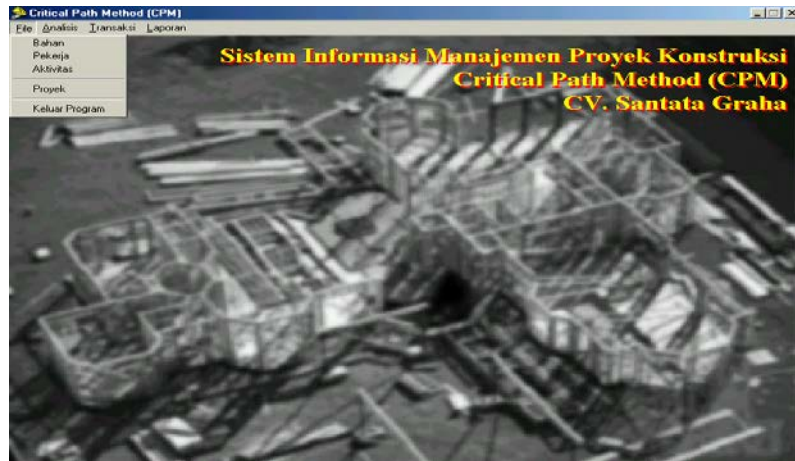 Critical Path Method (CPM)
File Analisis Transaksi Laporan
Bahan
Pekerja
Aktivitas
Proyek
Keluar Program
Sistem Informasi Manajemen Proyek Konstruksi
Critical Path Method (CPM)
CV. Santata Graha